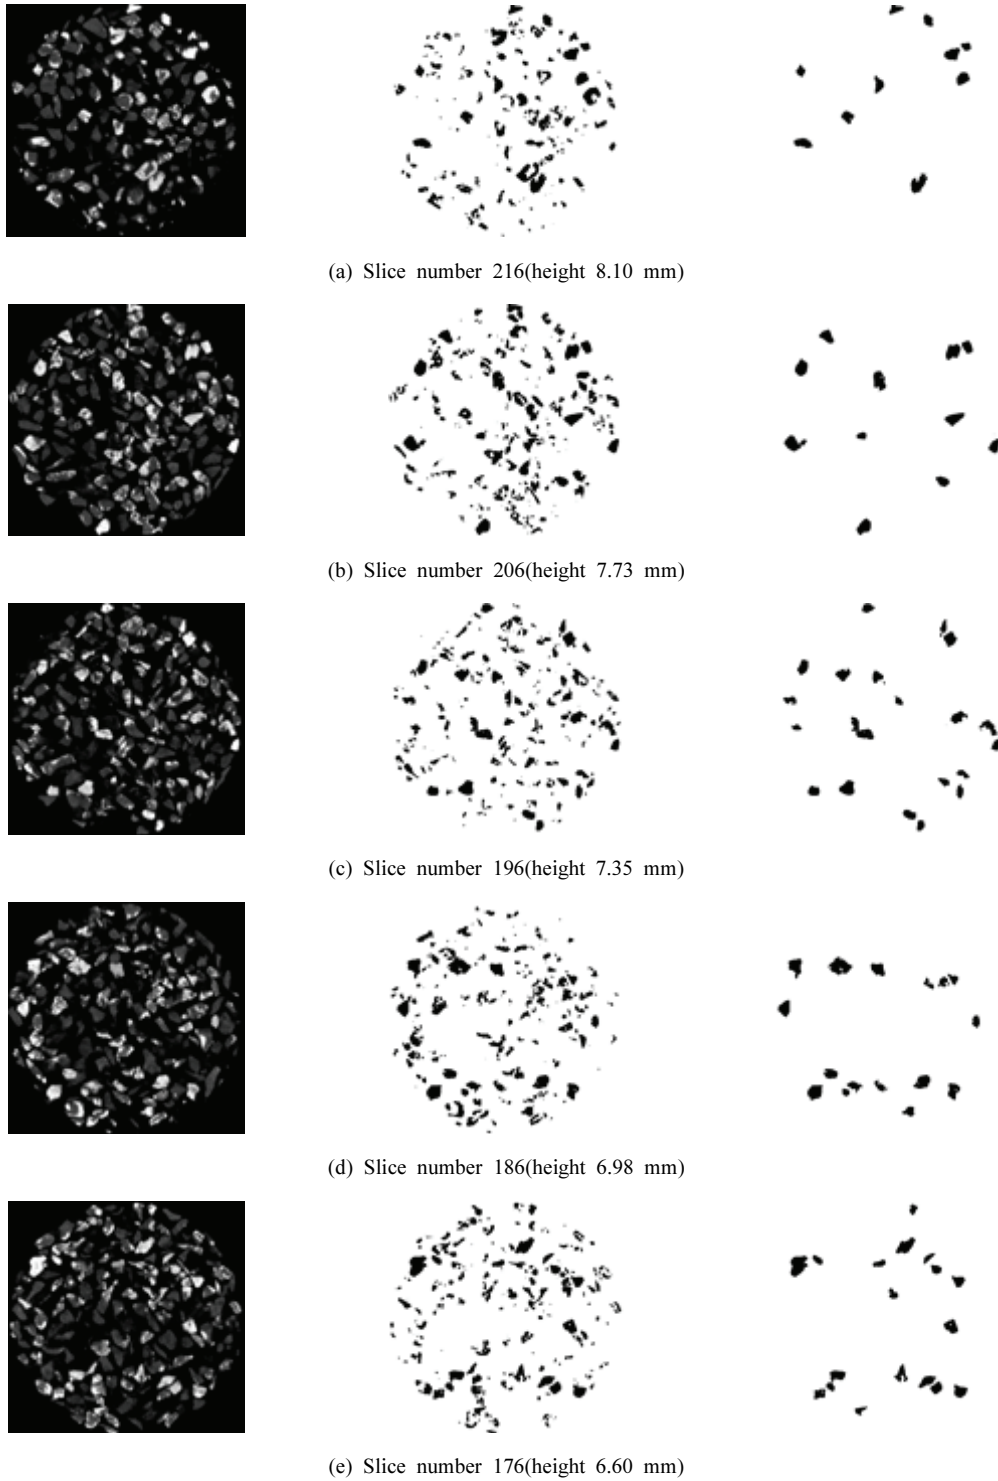 (a) Slice number 216(height 8.10 mm)
(b) Slice number 206(height 7.73 mm)
(c) Slice number 196(height 7.35 mm)
(d) Slice number 186(height 6.98 mm)
(e) Slice number 176(height 6.60 mm)